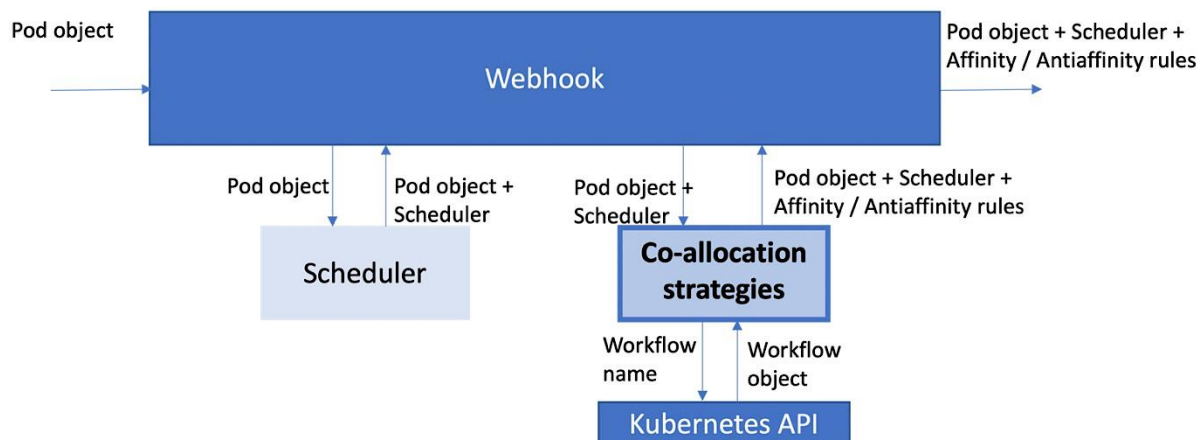 Pod object
Pod object + Scheduler +
Affinity / Antiaffinity rules
Webhook
Pod object
Pod object +
Scheduler
Pod object +
Scheduler
Pod object + Scheduler +
Affinity / Antiaffinity rules
Scheduler
Co-allocation
strategies
Workflow
name
Workflow
object
Kubernetes API